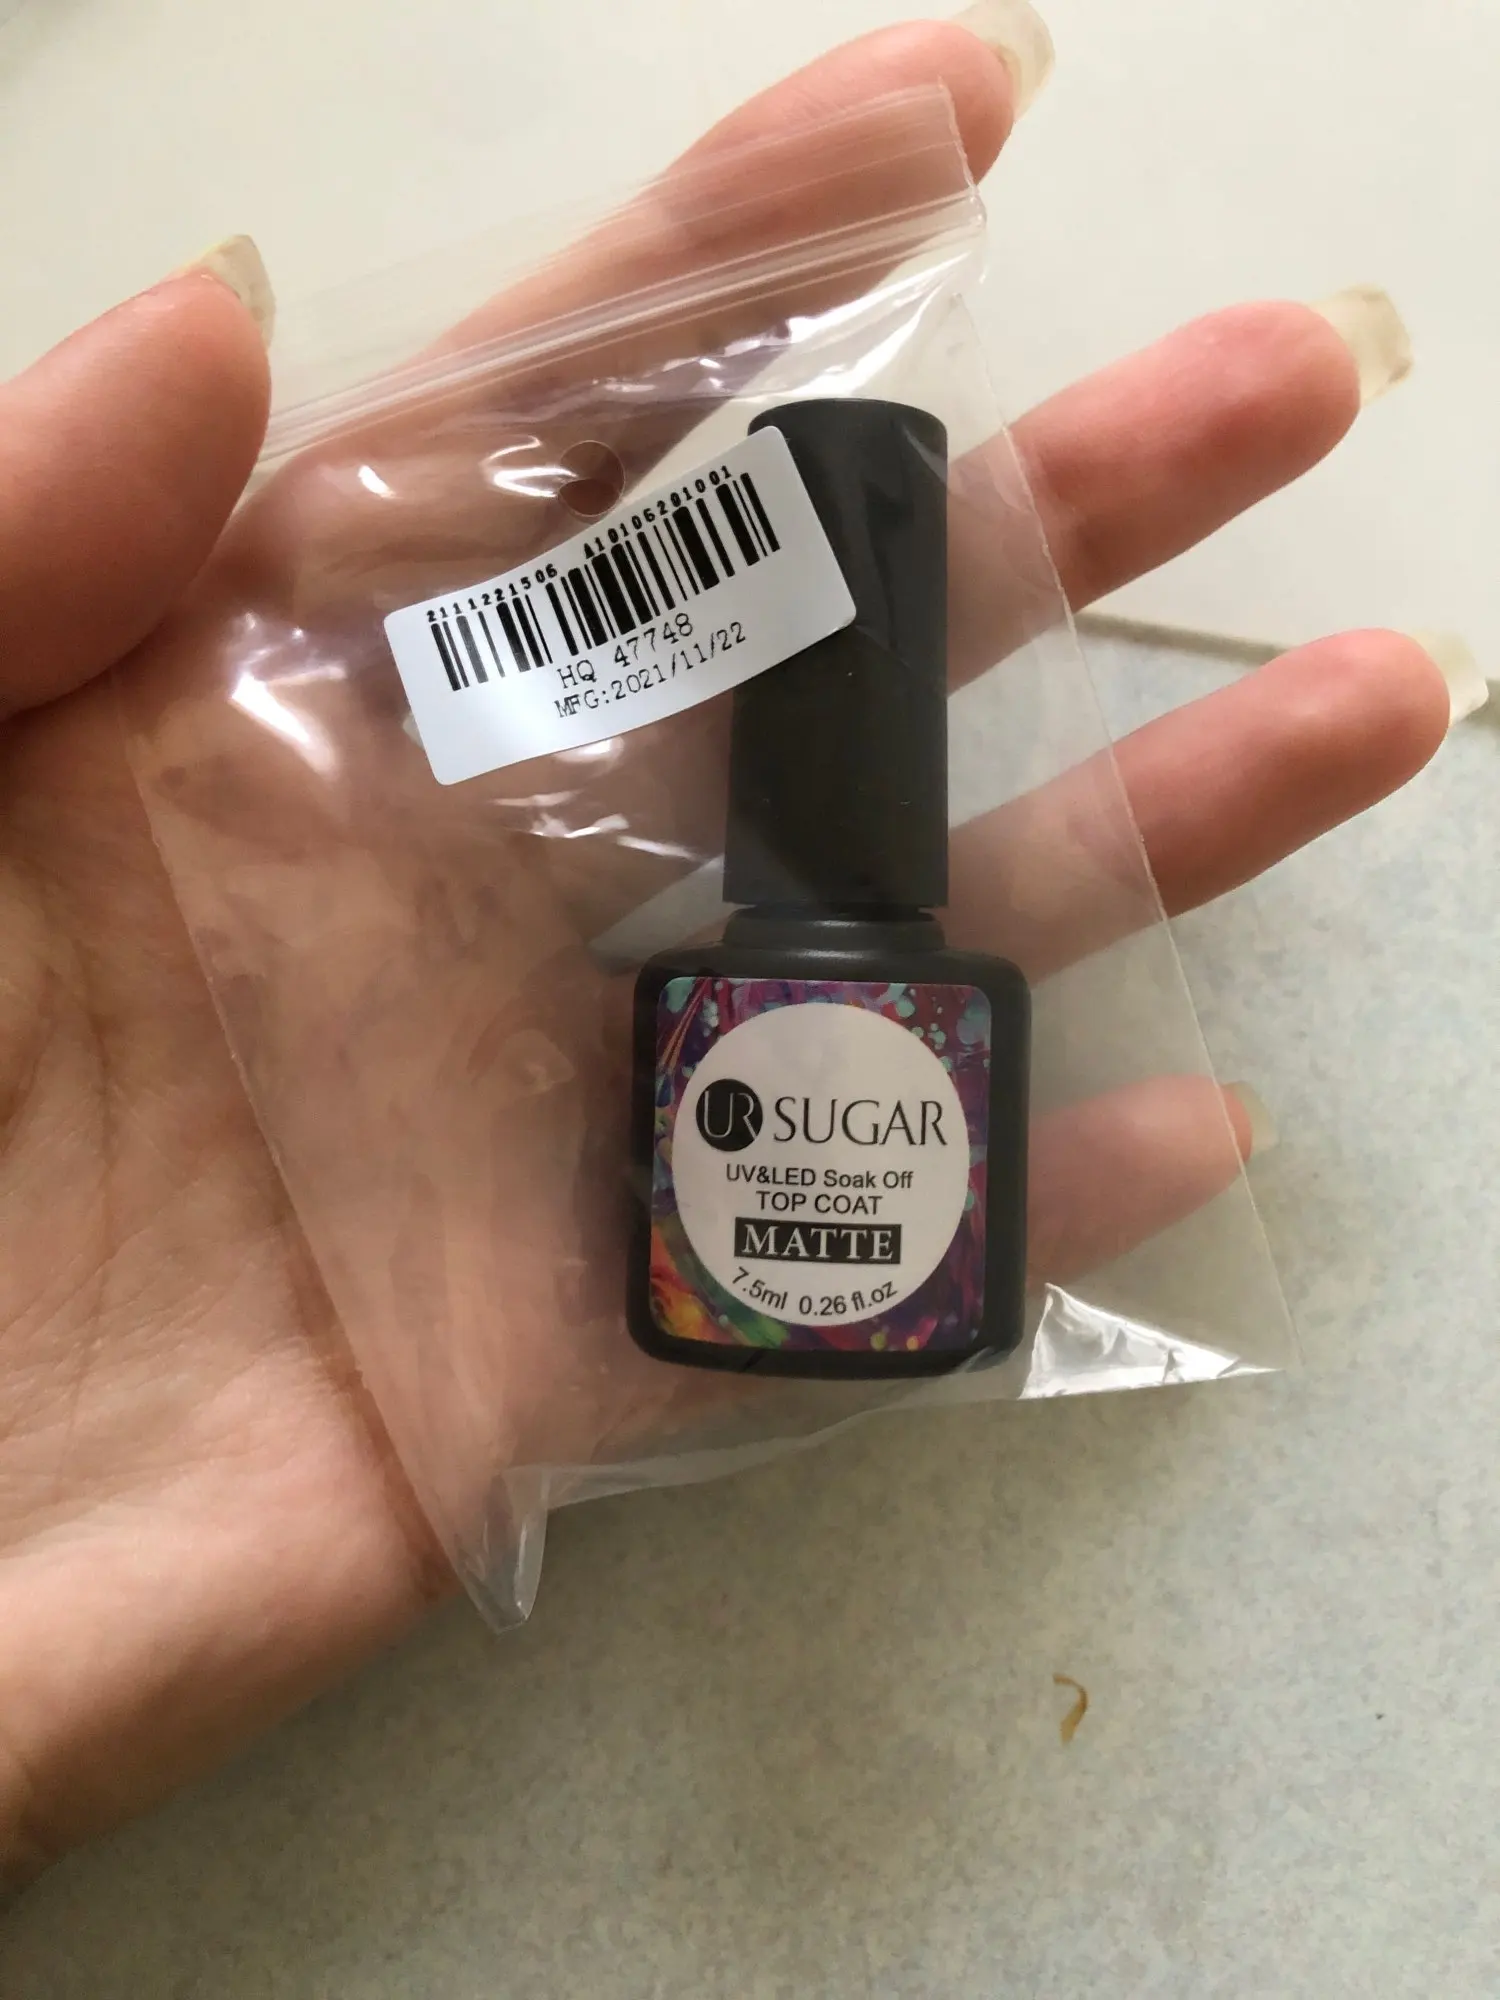 2111221506 A10106201001
HQ 47748
MFG:2021/11/22
UR SUGAR
UV&LED Soak Off
TOP COAT
MATTE
7.5ml 0.26 fl.oz